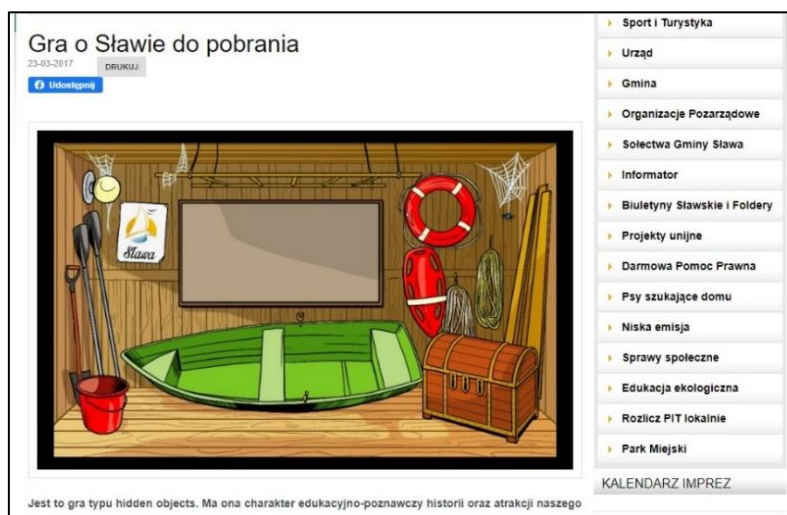 Gra o Sławie do pobrania
23-03-2017
DRUKUJ
Udostępnij
Sława
Jest to gra typu hidden objects. Ma ona charakter edukacyjno-poznawczy historii oraz atrakcji naszego
Sport i Turystyka
Urząd
Gmina
Organizacje Pozarządowe
Sołectwa Gminy Sława
Informator
Biuletyny Sławskie i Foldery
Projekty unijne
Darmowa Pomoc Prawna
Psy szukające domu
Niska emisja
Sprawy społeczne
Edukacja ekologiczna
Rozlicz PIT lokalnie
Park Miejski
KALENDARZ IMPREZ